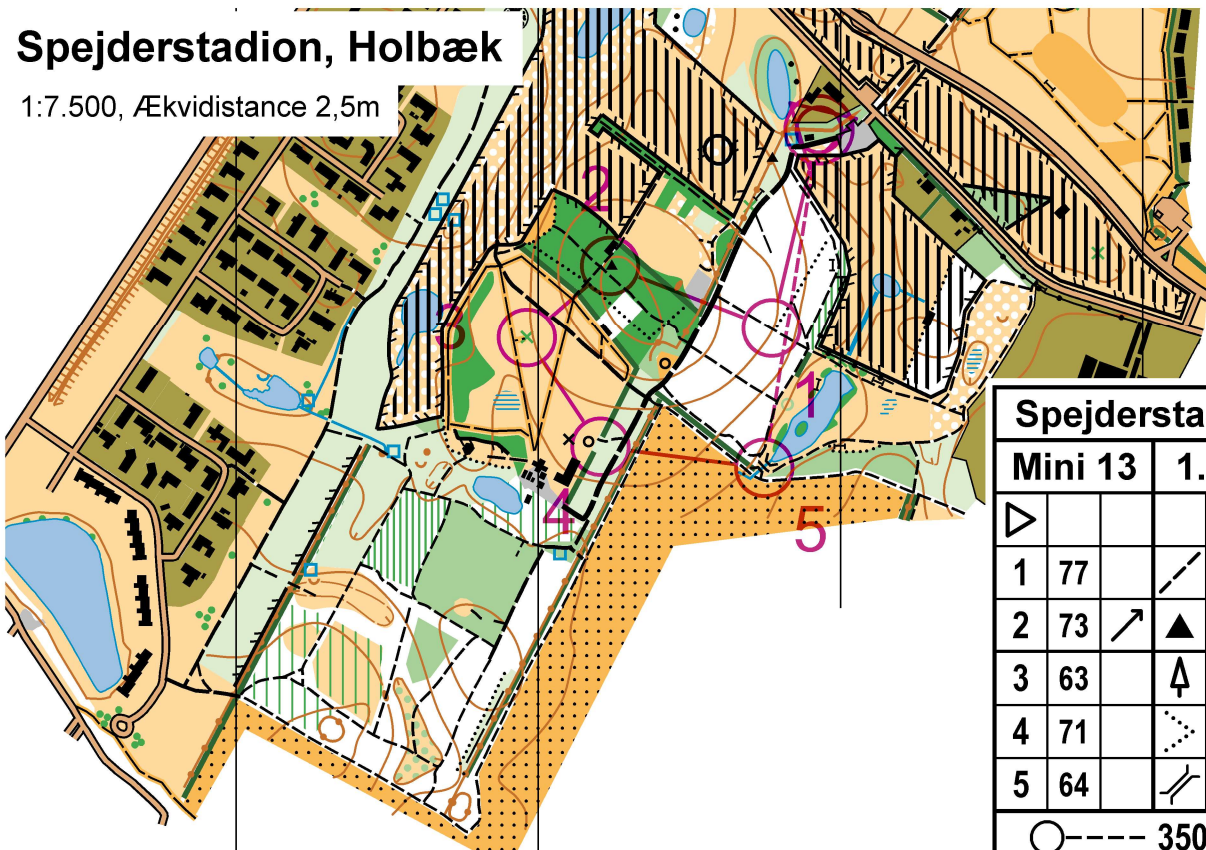 Spejderstadion, Holbæk
1:7.500, Ækvidistance 2,5m
2
3
1
4
5
Spejdersta
Mini 13 1.
1 77
2 73
3 63
4 71
5 64
350